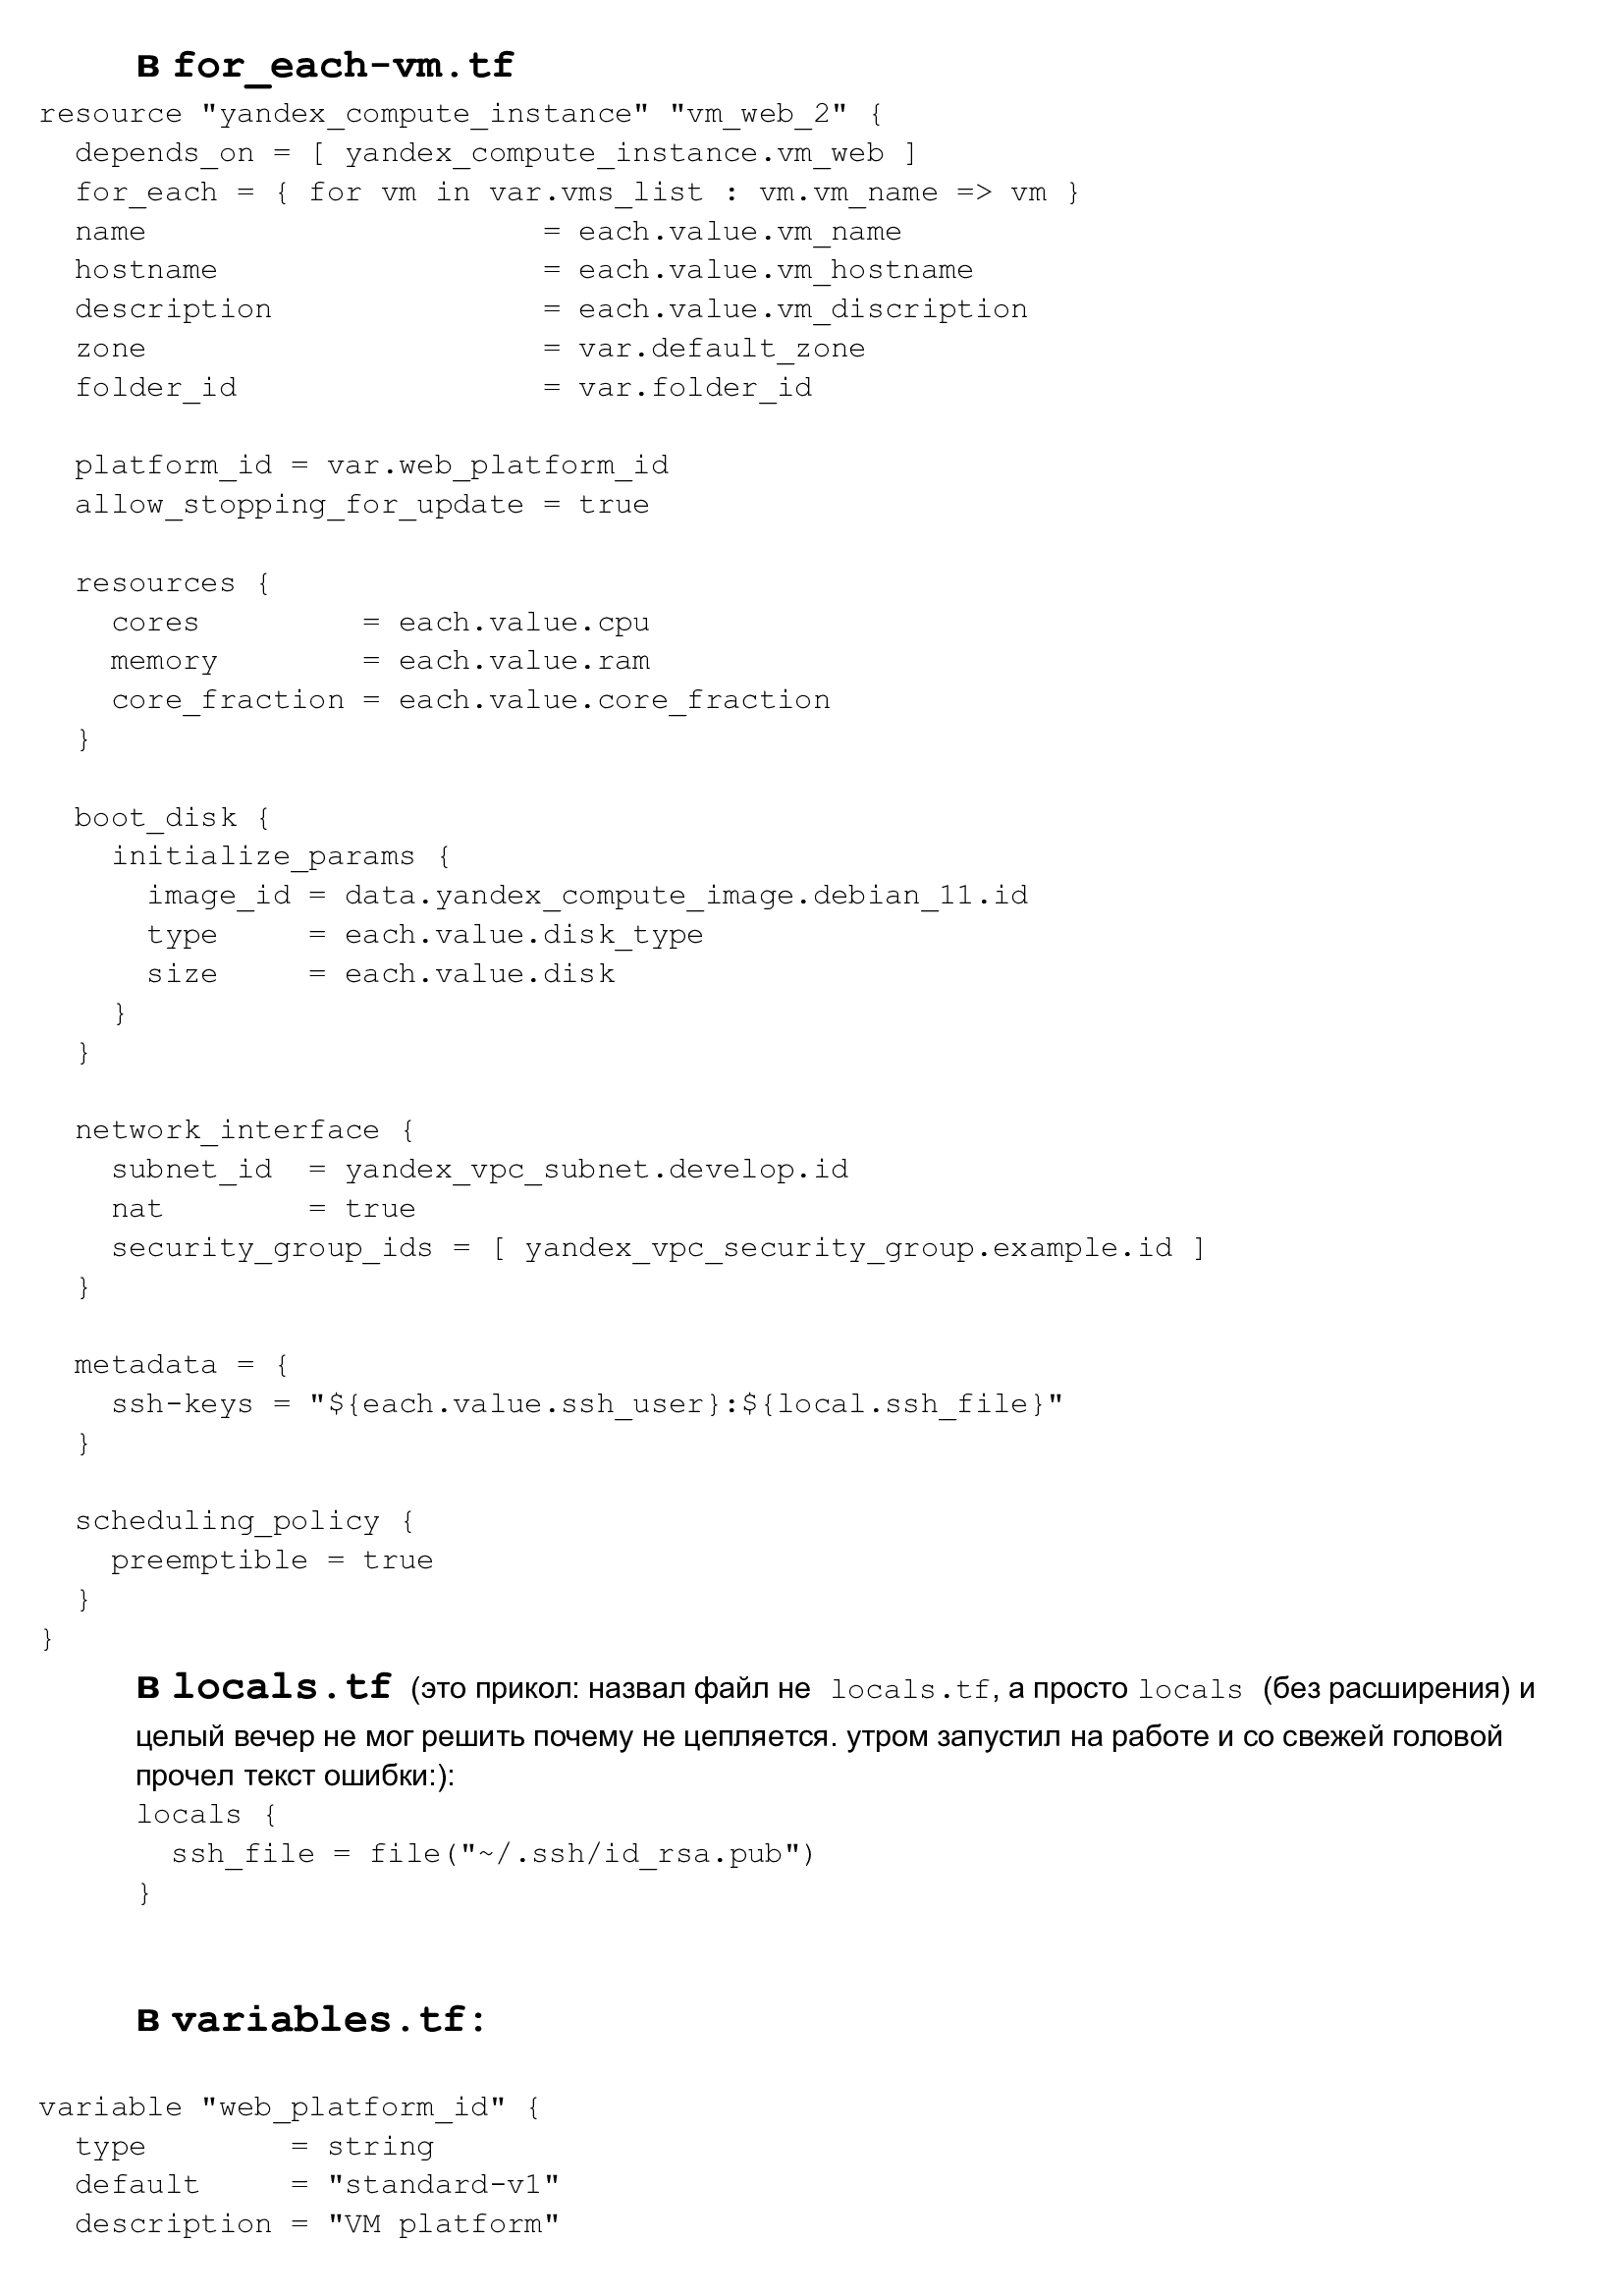 в for_each-vm.tf
resource "yandex_compute_instance" "vm_web_2" {
  depends_on = [ yandex_compute_instance.vm_web ]
  for_each = { for vm in var.vms_list : vm.vm_name => vm }
  name                      = each.value.vm_name
  hostname                  = each.value.vm_hostname
  description               = each.value.vm_discription
  zone                      = var.default_zone
  folder_id                 = var.folder_id

  platform_id = var.web_platform_id
  allow_stopping_for_update = true

  resources {
    cores         = each.value.cpu
    memory        = each.value.ram
    core_fraction = each.value.core_fraction
  }

  boot_disk {
    initialize_params {
      image_id = data.yandex_compute_image.debian_11.id
      type     = each.value.disk_type
      size     = each.value.disk
    }
  }

  network_interface {
    subnet_id  = yandex_vpc_subnet.develop.id
    nat        = true
    security_group_ids = [ yandex_vpc_security_group.example.id ]
  }

  metadata = {
    ssh-keys = "${each.value.ssh_user}:${local.ssh_file}"
  }

  scheduling_policy {
    preemptible = true
  }
}
в locals.tf (это прикол: назвал файл не locals.tf, а просто locals (без расширения) и
целый вечер не мог решить почему не цепляется. утром запустил на работе и со свежей головой
прочел текст ошибки:):
locals {
  ssh_file = file("~/.ssh/id_rsa.pub")
}

в variables.tf:

variable "web_platform_id" {
  type        = string
  default     = "standard-v1"
  description = "VM platform"